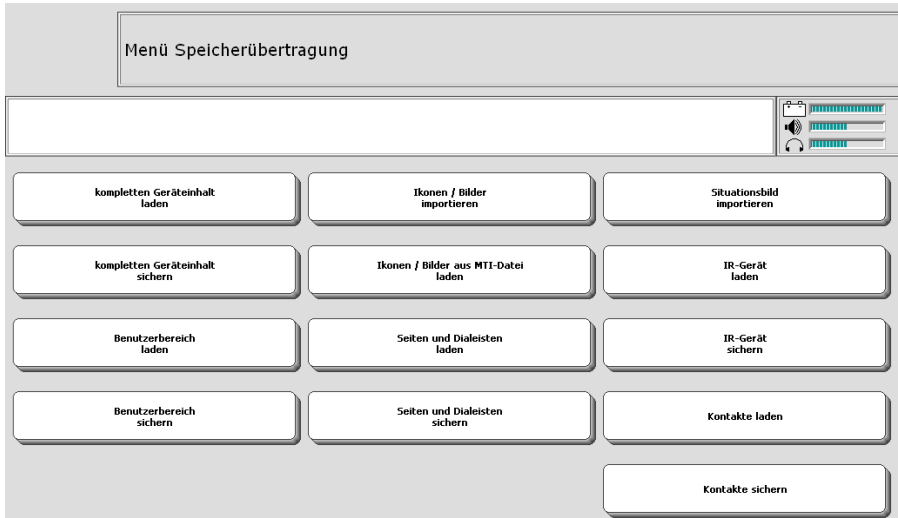 Menü Speicherübertragung
kompletten Geräteinhalt
laden
Ikonen / Bilder
importieren
Situationsbild
importieren
kompletten Geräteinhalt
sichern
Ikonen / Bilder aus MTI-Datei
laden
IR-Gerät
laden
Benutzerbereich
laden
Seiten und Dialeisten
laden
IR-Gerät
sichern
Benutzerbereich
sichern
Seiten und Dialeisten
sichern
Kontakte laden
Kontakte sichern